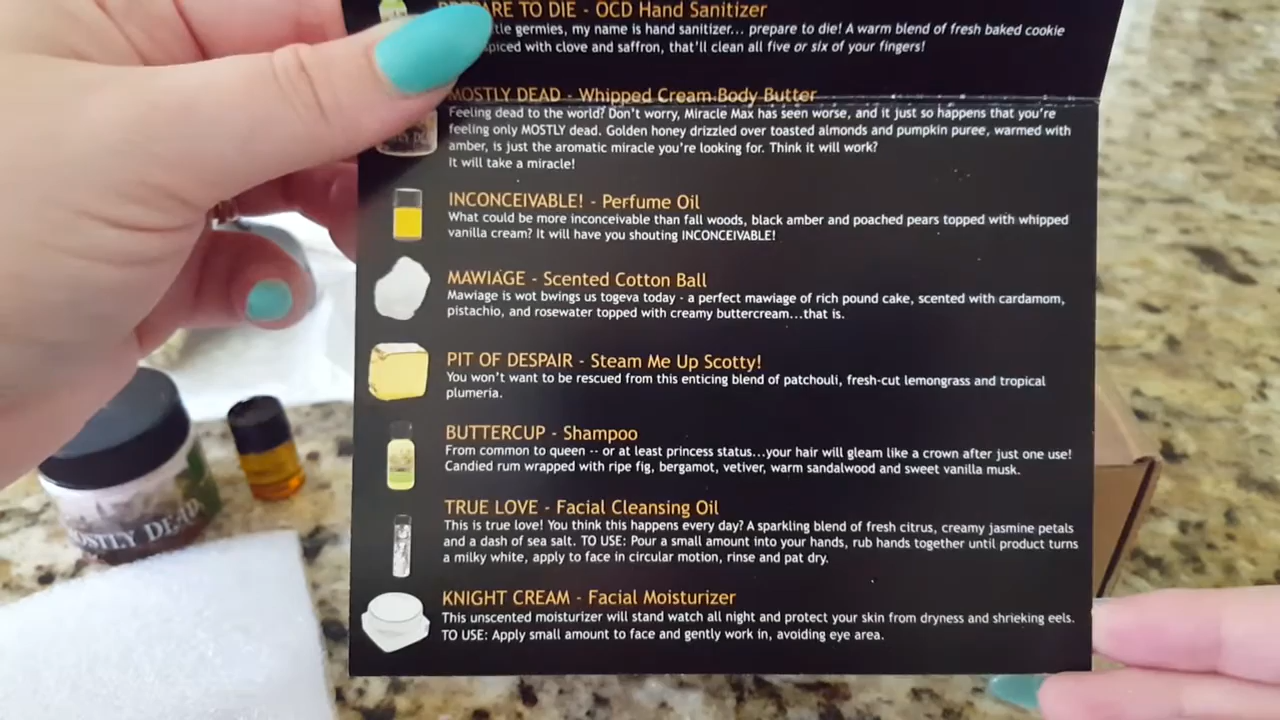 PREPARE TO DIE - OCD Hand Sanitizer
tle germies, my name is hand sanitizer... prepare to die! A warm blend of fresh baked cookie
spiced with clove and saffron, that'll clean all five or six of your fingers!
MOSTLY DEAD - Whipped Cream Body Butter
Feeling dead to the world? Don't worry, Miracle Max has seen worse, and it just so happens that you're
feeling only MOSTLY dead. Golden honey drizzled over toasted almonds and pumpkin puree, warmed with
amber, is just the aromatic miracle you're looking for. Think it will work?
It will take a miracle!
INCONCEIVABLE! - Perfume Oil
What could be more inconceivable than fall woods, black amber and poached pears topped with whipped
vanilla cream? It will have you shouting INCONCEIVABLE!
MAWIAGE - Scented Cotton Ball
Mawiage is wot bwings us togeva today - a perfect mawiage of rich pound cake, scented with cardamom,
pistachio, and rosewater topped with creamy buttercream...that is.
PIT OF DESPAIR - Steam Me Up Scotty!
You won't want to be rescued from this enticing blend of patchouli, fresh-cut lemongrass and tropical
plumeria.
BUTTERCUP - Shampoo
From common to queen -- or at least princess status...your hair will gleam like a crown after just one use!
Candied rum wrapped with ripe fig, bergamot, vetiver, warm sandalwood and sweet vanilla musk.
TRUE LOVE - Facial Cleansing Oil
This is true love! You think this happens every day? A sparkling blend of fresh citrus, creamy jasmine petals
and a dash of sea salt. TO USE: Pour a small amount into your hands, rub hands together until product turns
a milky white, apply to face in circular motion, rinse and pat dry.
KNIGHT CREAM - Facial Moisturizer
This unscented moisturizer will stand watch all night and protect your skin from dryness and shrieking eels.
TO USE: Apply small amount to face and gently work in, avoiding eye area.
MOSTLY DEAD